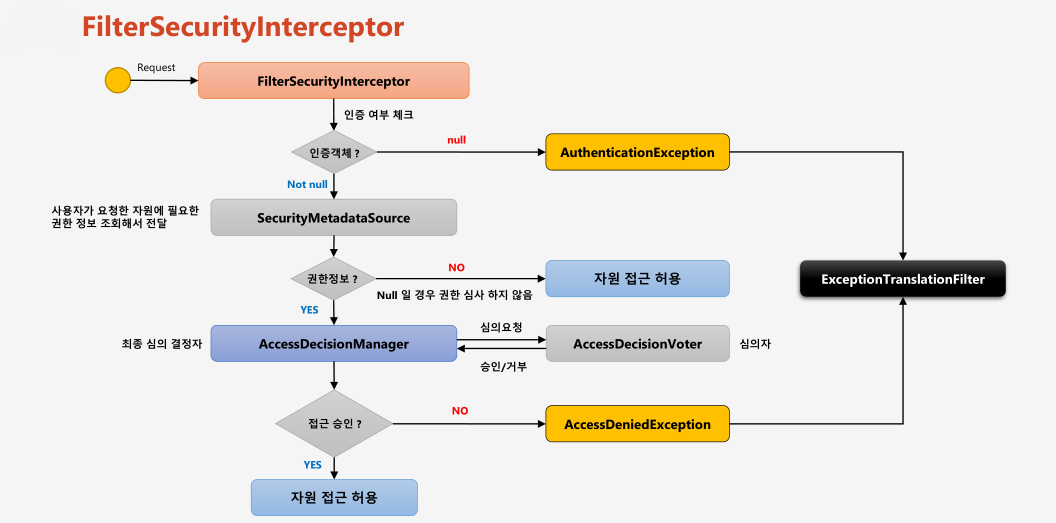 FilterSecurityInterceptor
Request
FilterSecurityInterceptor
인증 여부 체크
인증객체 ?
null
AuthenticationException
Not null
사용자가 요청한 자원에 필요한
권한 정보 조회해서 전달
SecurityMetadataSource
권한정보 ?
NO
자원 접근 허용
Null 일 경우 권한 심사 하지 않음
ExceptionTranslationFilter
YES
최종 심의 결정자
AccessDecisionManager
심의요청
승인/거부
AccessDecisionVoter
심의자
접근 승인 ?
NO
AccessDeniedException
YES
자원 접근 허용